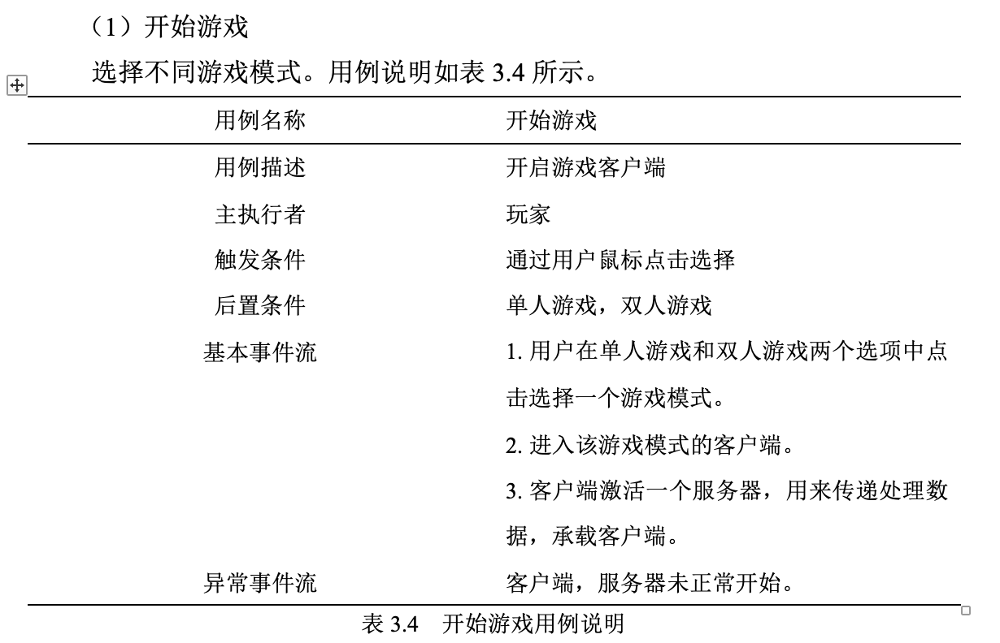 （1）开始游戏
选择不同游戏模式。用例说明如表 3.4 所示。
用例名称 开始游戏
用例描述 开启游戏客户端
主执行者 玩家
触发条件 通过用户鼠标点击选择
后置条件 单人游戏，双人游戏
基本事件流 1. 用户在单人游戏和双人游戏两个选项中点
击选择一个游戏模式。
2. 进入该游戏模式的客户端。
3. 客户端激活一个服务器，用来传递处理数
据，承载客户端。
异常事件流 客户端，服务器未正常开始。
表 3.4 开始游戏用例说明